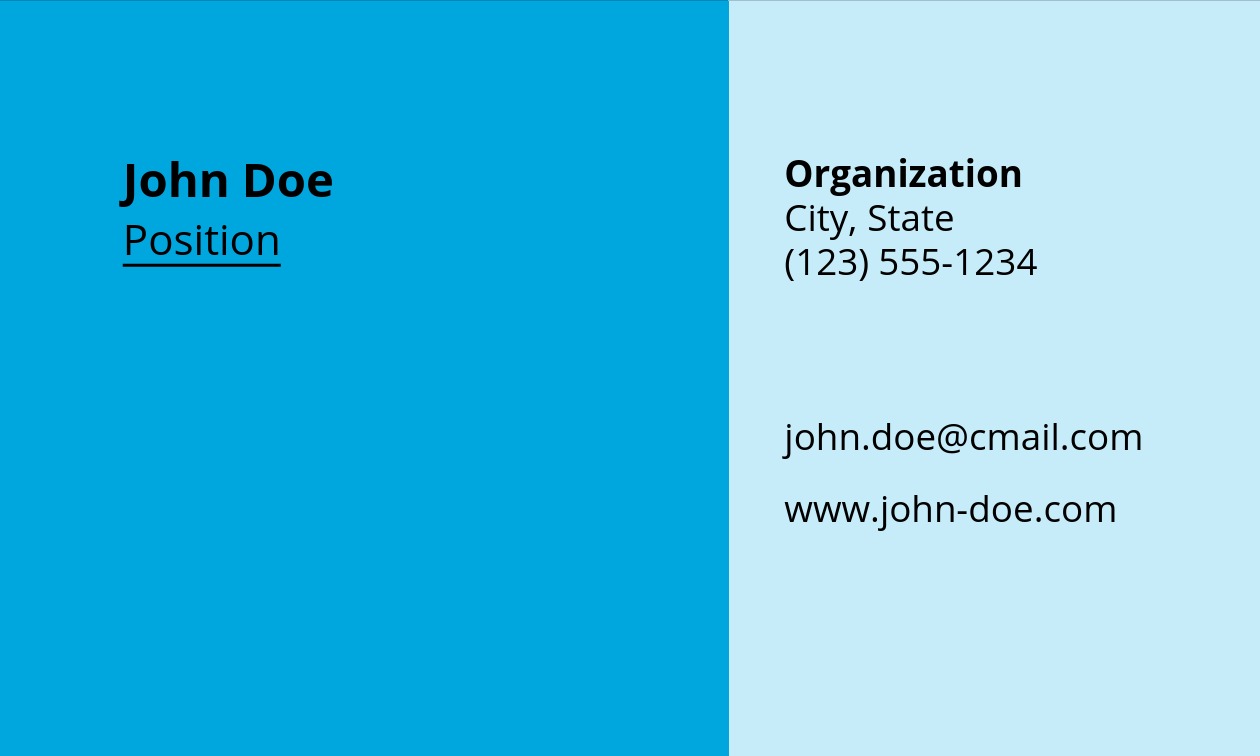 John Doe
Position
Organization
City, State
(123) 555-1234
john.doe@cmail.com
www.john-doe.com